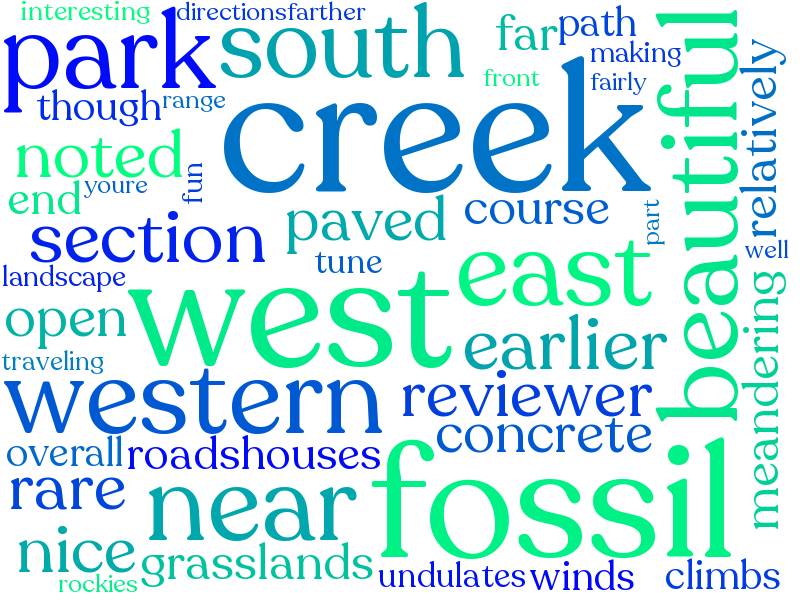 interesting
directionsfarther
park
south
far
path
beautiful
making
relatively
front
fairly
though
range
creek
noted
fun
youre
end
section
paved
course
part
well
tune
east
landscape
west
open
earlier
meandering
traveling
western
reviewer
concrete
overall
roadshouses
fossil
rare
near
nice
grasslands
rockies
undulates
winds
climbs